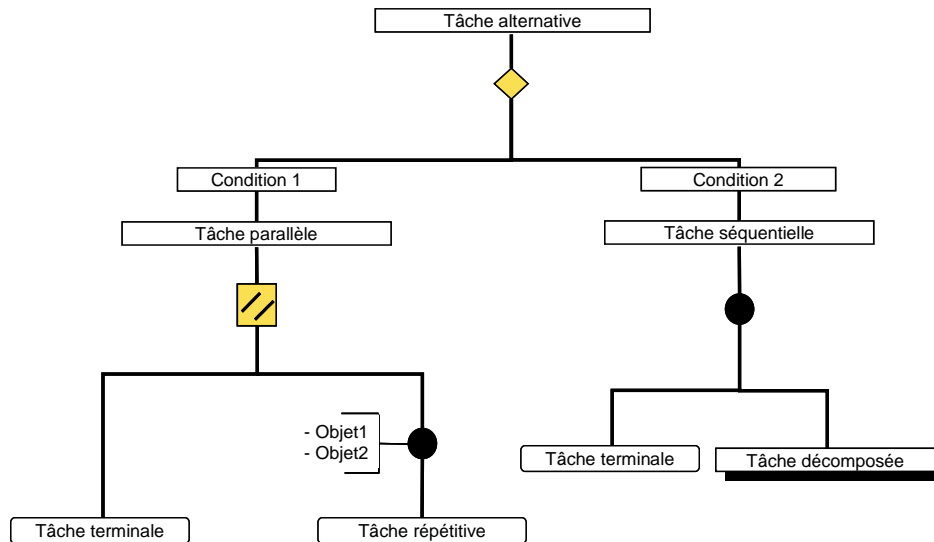 Tâche alternative
Condition 1
Condition 2
Tâche parallèle
Tâche séquentielle
- Objet1
- Objet2
Tâche terminale
Tâche décomposée
Tâche terminale
Tâche répétitive